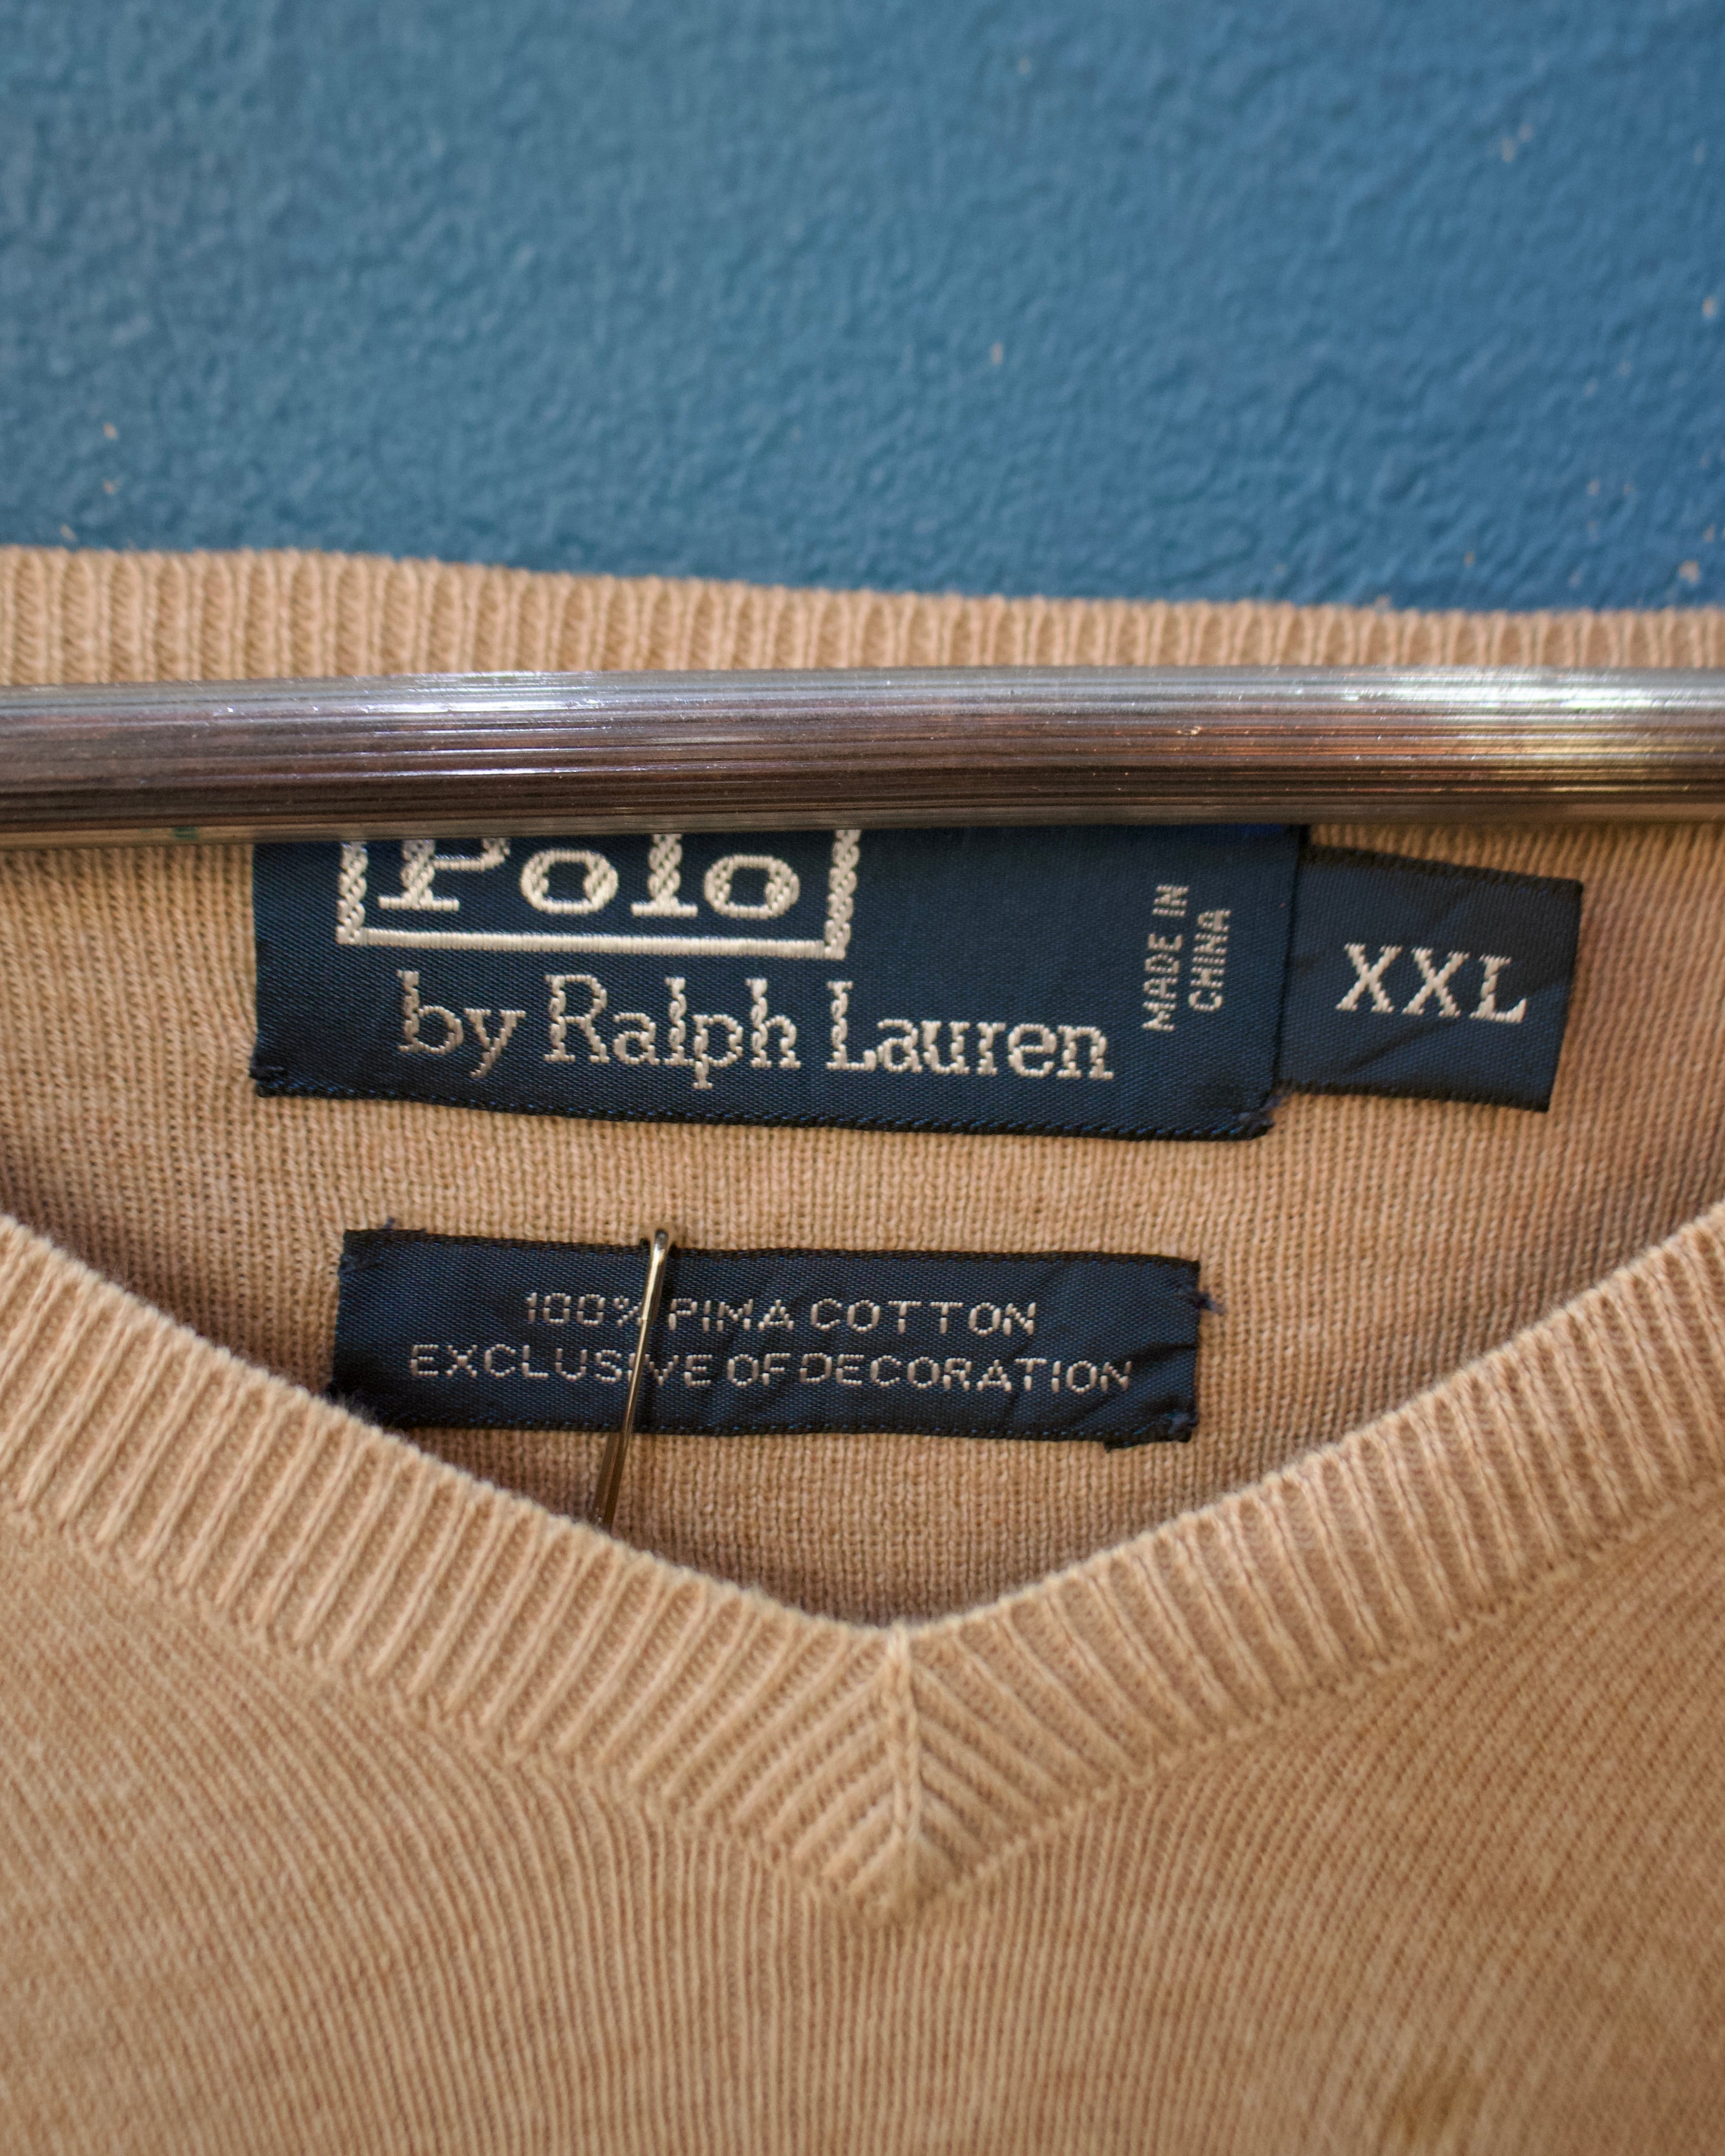 Polo
by Ralph Lauren
MADE IN
CHINA
XXL
100% PIMA COTTON
EXCLUSIVE OF DECORATION